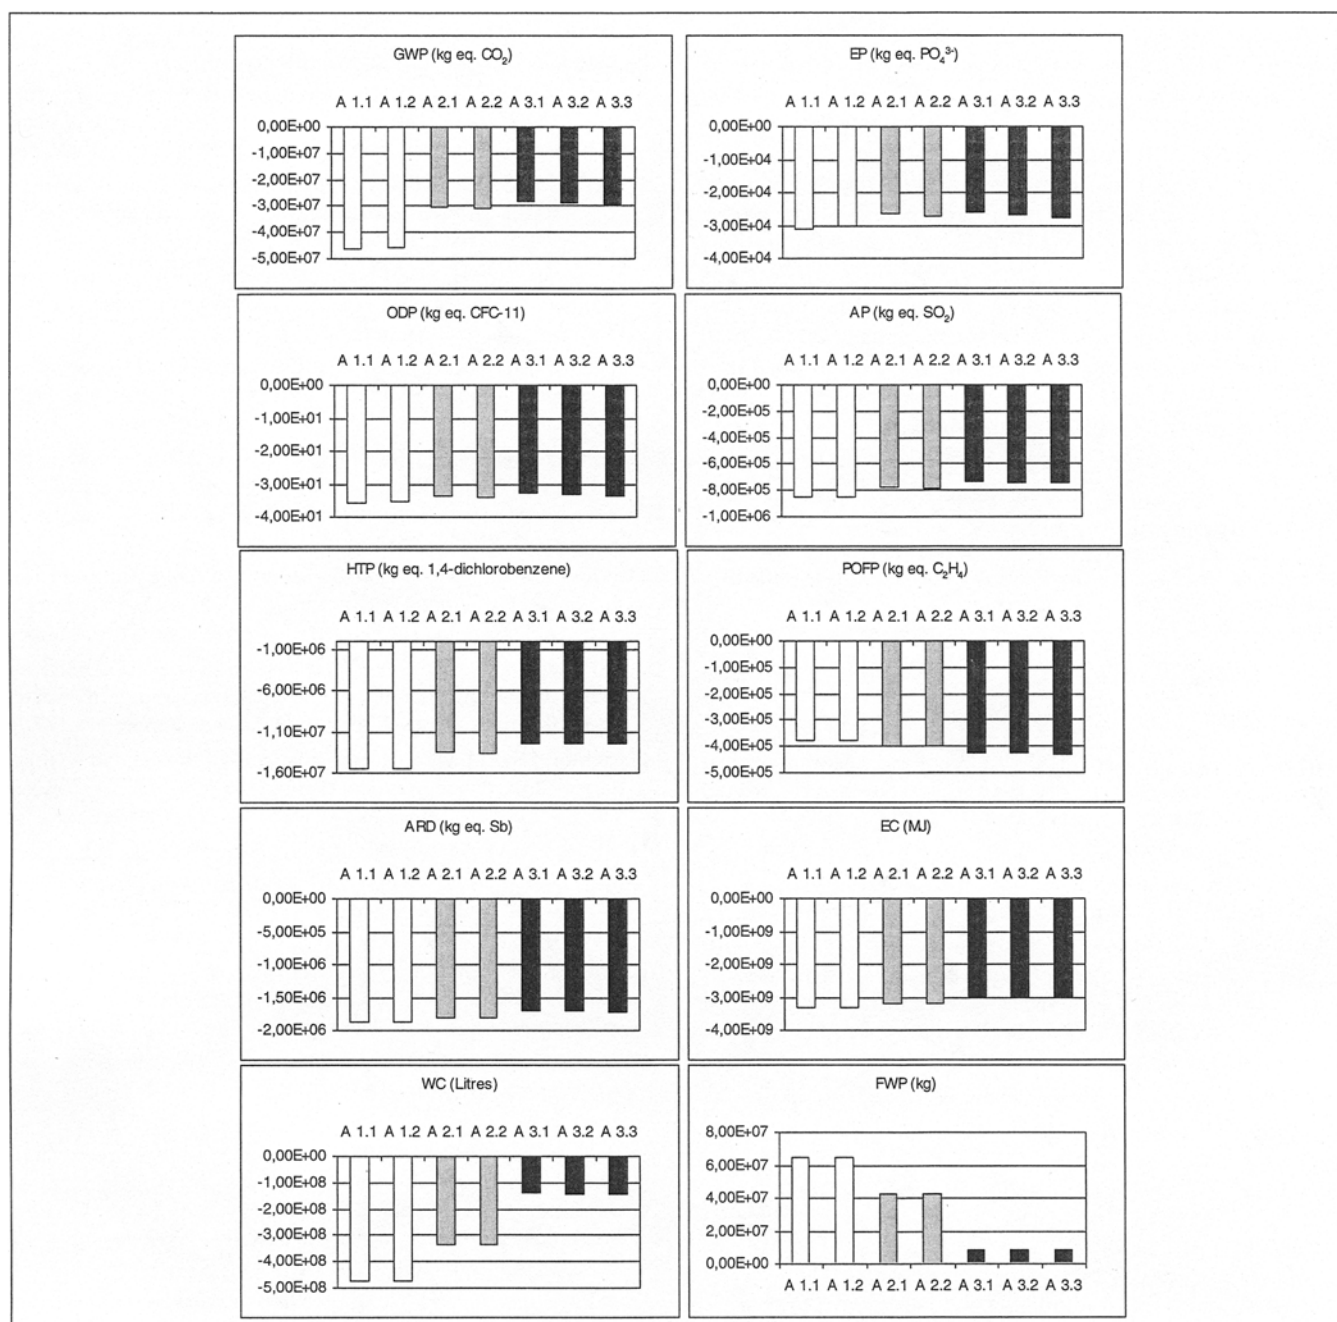 GWP (kg eq. CO₂)
A 1.1 A 1.2 A 2.1 A 2.2 A 3.1 A 3.2 A 3.3
0,00E+00
-1,00E+07
-2,00E+07
-3,00E+07
-4,00E+07
-5,00E+07
EP (kg eq. PO₄³⁻)
A 1.1 A 1.2 A 2.1 A 2.2 A 3.1 A 3.2 A 3.3
0,00E+00
-1,00E+04
-2,00E+04
-3,00E+04
-4,00E+04
ODP (kg eq. CFC-11)
A 1.1 A 1.2 A 2.1 A 2.2 A 3.1 A 3.2 A 3.3
0,00E+00
-1,00E+01
-2,00E+01
-3,00E+01
-4,00E+01
AP (kg eq. SO₂)
A 1.1 A 1.2 A 2.1 A 2.2 A 3.1 A 3.2 A 3.3
0,00E+00
-2,00E+05
-4,00E+05
-6,00E+05
-8,00E+05
-1,00E+06
HTP (kg eq. 1,4-dichlorobenzene)
A 1.1 A 1.2 A 2.1 A 2.2 A 3.1 A 3.2 A 3.3
-1,00E+06
-6,00E+06
-1,10E+07
-1,60E+07
POFP (kg eq. C₂H₄)
A 1.1 A 1.2 A 2.1 A 2.2 A 3.1 A 3.2 A 3.3
0,00E+00
-1,00E+05
-2,00E+05
-3,00E+05
-4,00E+05
-5,00E+05
ARD (kg eq. Sb)
A 1.1 A 1.2 A 2.1 A 2.2 A 3.1 A 3.2 A 3.3
0,00E+00
-5,00E+05
-1,00E+06
-1,50E+06
-2,00E+06
EC (MJ)
A 1.1 A 1.2 A 2.1 A 2.2 A 3.1 A 3.2 A 3.3
0,00E+00
-1,00E+09
-2,00E+09
-3,00E+09
-4,00E+09
WC (Litres)
A 1.1 A 1.2 A 2.1 A 2.2 A 3.1 A 3.2 A 3.3
0,00E+00
-1,00E+08
-2,00E+08
-3,00E+08
-4,00E+08
-5,00E+08
FWP (kg)
8,00E+07
6,00E+07
4,00E+07
2,00E+07
0,00E+00
A 1.1 A 1.2 A 2.1 A 2.2 A 3.1 A 3.2 A 3.3